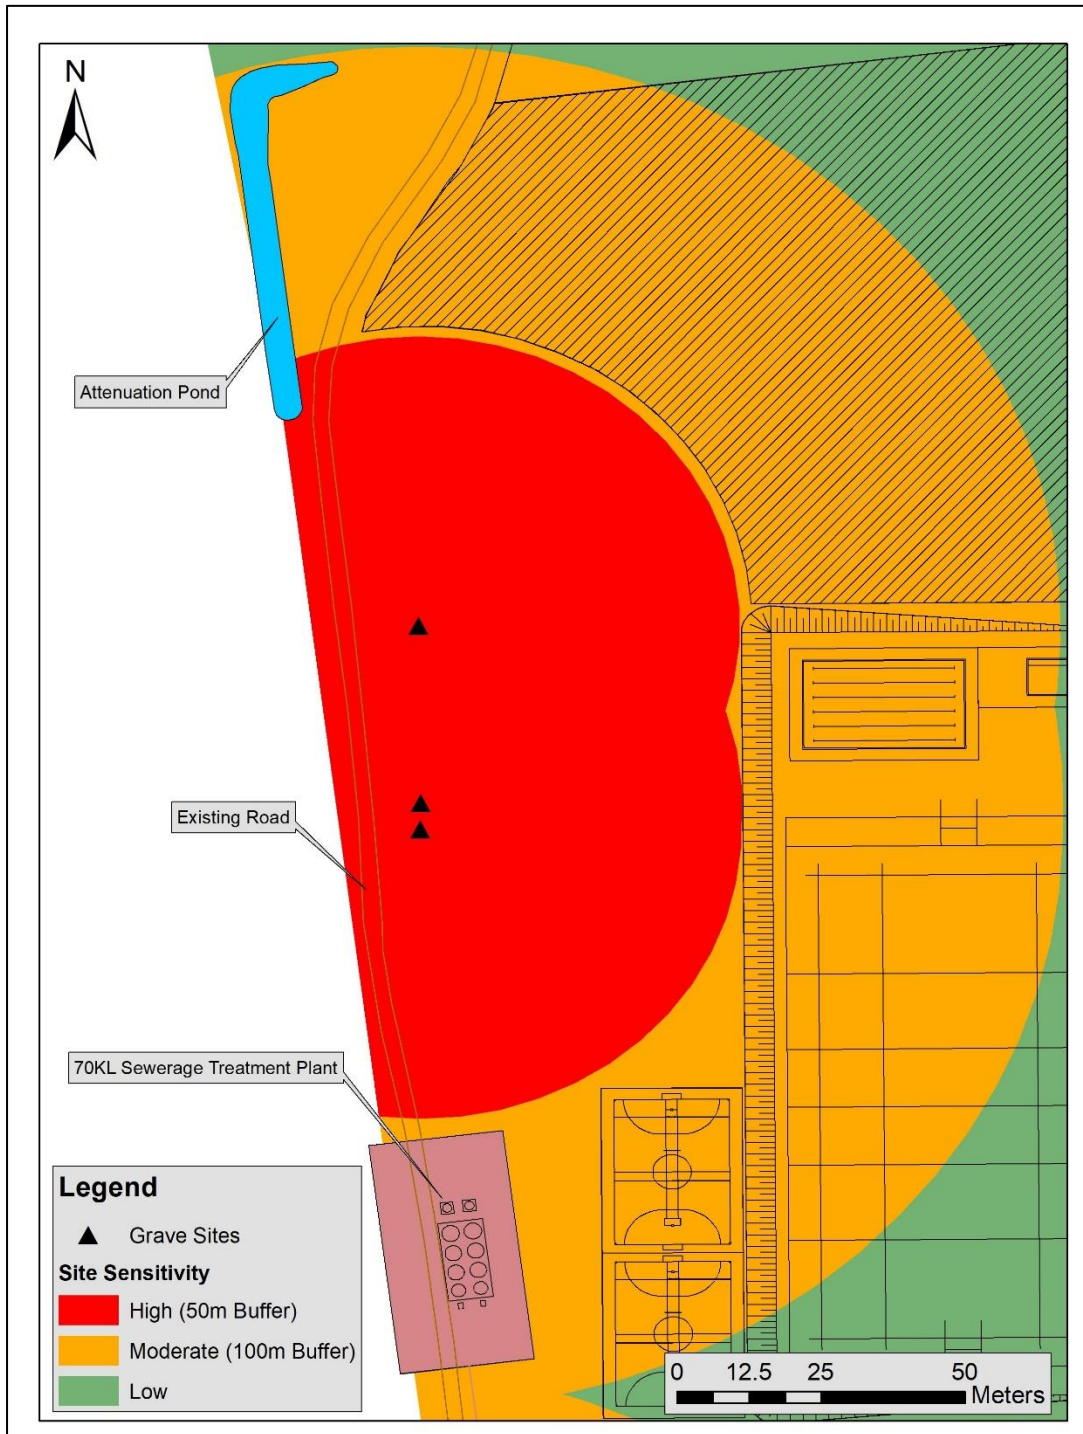 N
Attenuation Pond
Existing Road
70KL Sewerage Treatment Plant
Legend
Grave Sites
Site Sensitivity
High (50m Buffer)
Moderate (100m Buffer)
Low
0 12.5 25 50
Meters